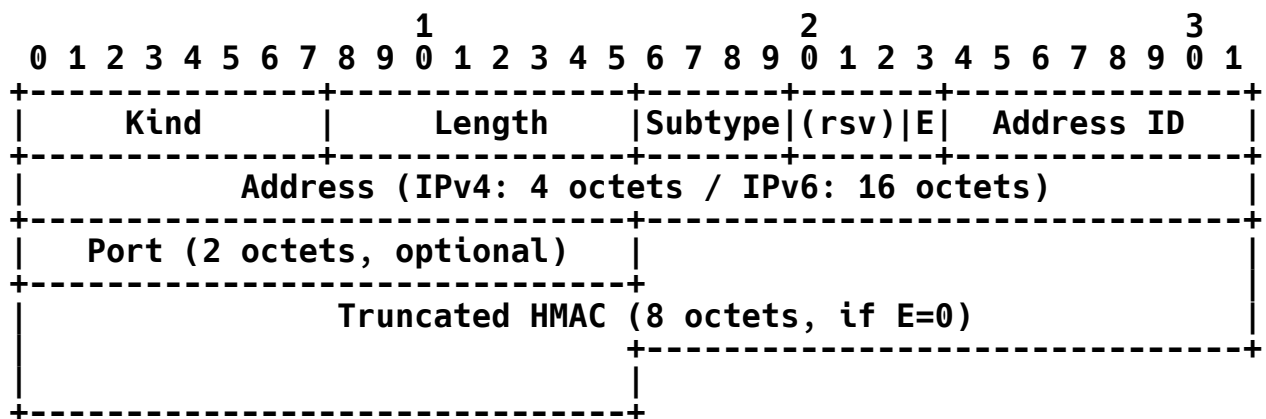 1                   2                   3
 0 1 2 3 4 5 6 7 8 9 0 1 2 3 4 5 6 7 8 9 0 1 2 3 4 5 6 7 8 9 0 1
+---------------+---------------+-------+-------+---------------+
|     Kind      |     Length    |Subtype|(rsv)|E|  Address ID   |
+---------------+---------------+-------+-------+---------------+
|           Address (IPv4: 4 octets / IPv6: 16 octets)          |
+-------------------------------+-------------------------------+
|   Port (2 octets, optional)   |                               |
+-------------------------------+                               |
|                Truncated HMAC (8 octets, if E=0)              |
|                               +-------------------------------+
|                               |
+-------------------------------+